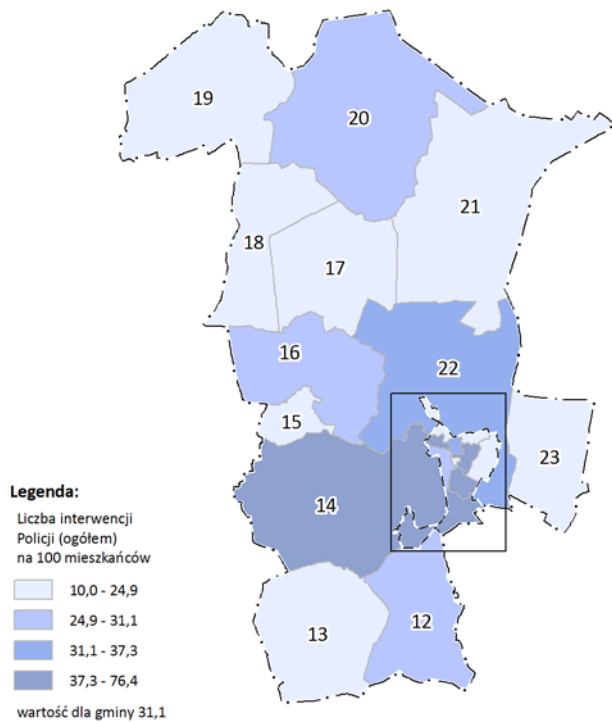 19
20
21
18
17
16
22
15
23
14
13
12
Legenda:
Liczba interwencji
Policji (ogółem)
na 100 mieszkańców
10,0 - 24,9
24,9 - 31,1
31,1 - 37,3
37,3 - 76,4
wartość dla gminy 31,1